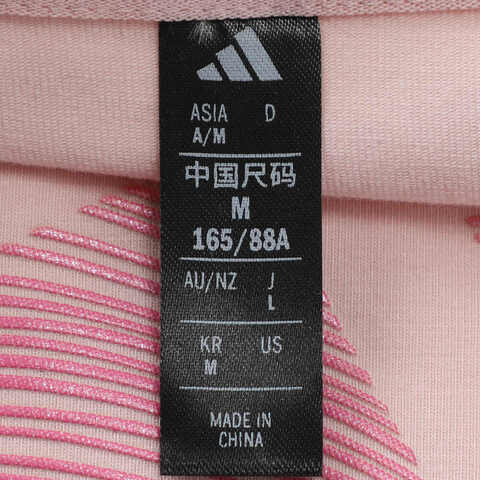 ASIA D
A/M
中国尺码
M
165/88A
AU/NZ J
L
KR US
M
MADE IN
CHINA